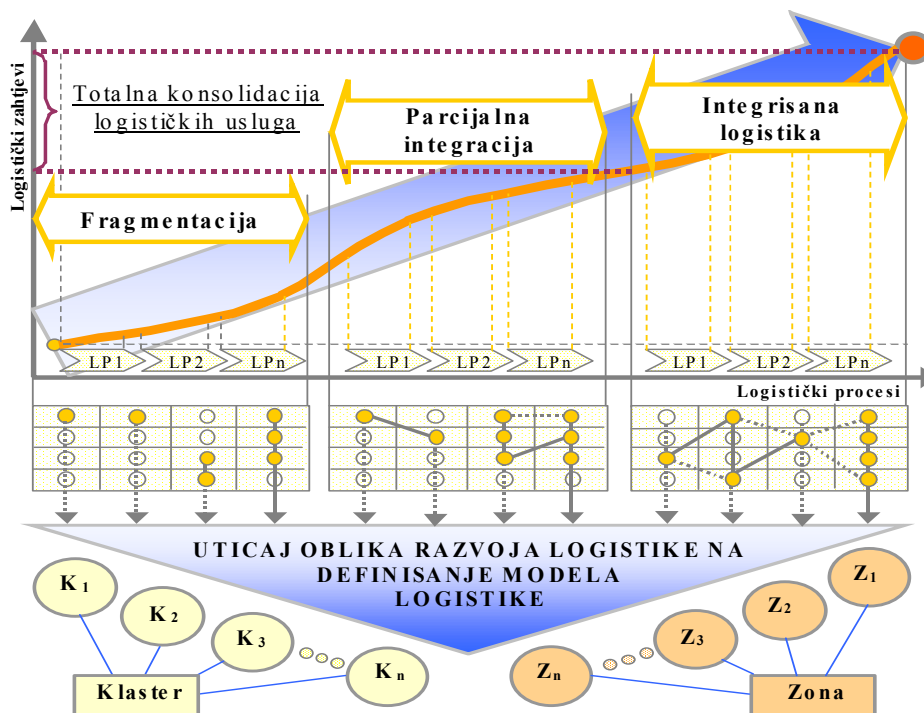 Logistički zahtjevi
Totalna konsolidacija
logističkih usluga
Fragmentacija
Parcijalna
integracija
Integrisana
logistika
LP1 LP2 LPn
LP1 LP2 LPn
LP1 LP2 LPn
Logistički procesi
UTICAJ OBLIKA RAZVOJA LOGISTIKE NA
DEFINISANJE MODELA
LOGISTIKE
K1
K2
K3
Kn
Klaster
Z1
Z2
Z3
Zn
Zona